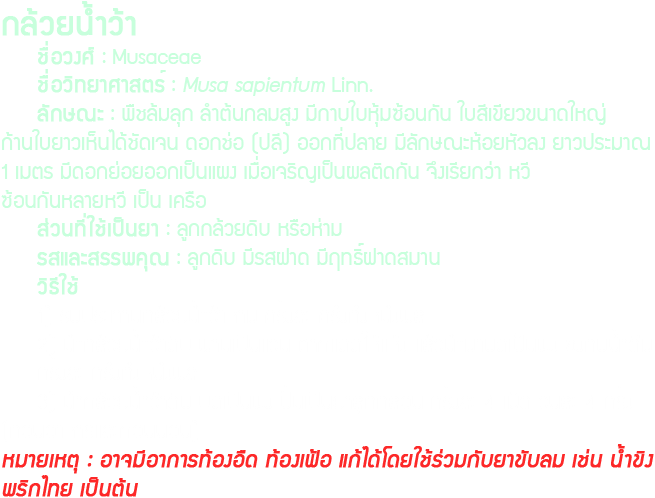 กล้วยน้ำว้า
ชื่อวงศ์ : Musaceae
ชื่อวิทยาศาสตร์ : Musa sapientum Linn.
ลักษณะ : พืชล้มลุก ลำต้นกลมสูง มีกาบใบหุ้มซ้อนกัน ใบสีเขียวขนาดใหญ่
ก้านใบยาวเห็นได้ชัดเจน ดอกช่อ (ปลี) ออกที่ปลาย มีลักษณะห้อยหัวลง ยาวประมาณ
1 เมตร มีดอกย่อยออกเป็นแผง เมื่อเจริญเป็นผลติดกัน จึงเรียกว่า หวี
ซ้อนกันหลายหวี เป็น เครือ
ส่วนที่ใช้เป็นยา : ลูกกล้วยดิบ หรือห่าม
รสและสรรพคุณ : ลูกดิบ มีรสฝาด มีฤทธิ์ฝาดสมาน
วิธีใช้
หมายเหตุ : อาจมีอาการท้องอืด ท้องเฟ้อ แก้ได้โดยใช้ร่วมกับยาขับลม เช่น น้ำขิง
พริกไทย เป็นต้น